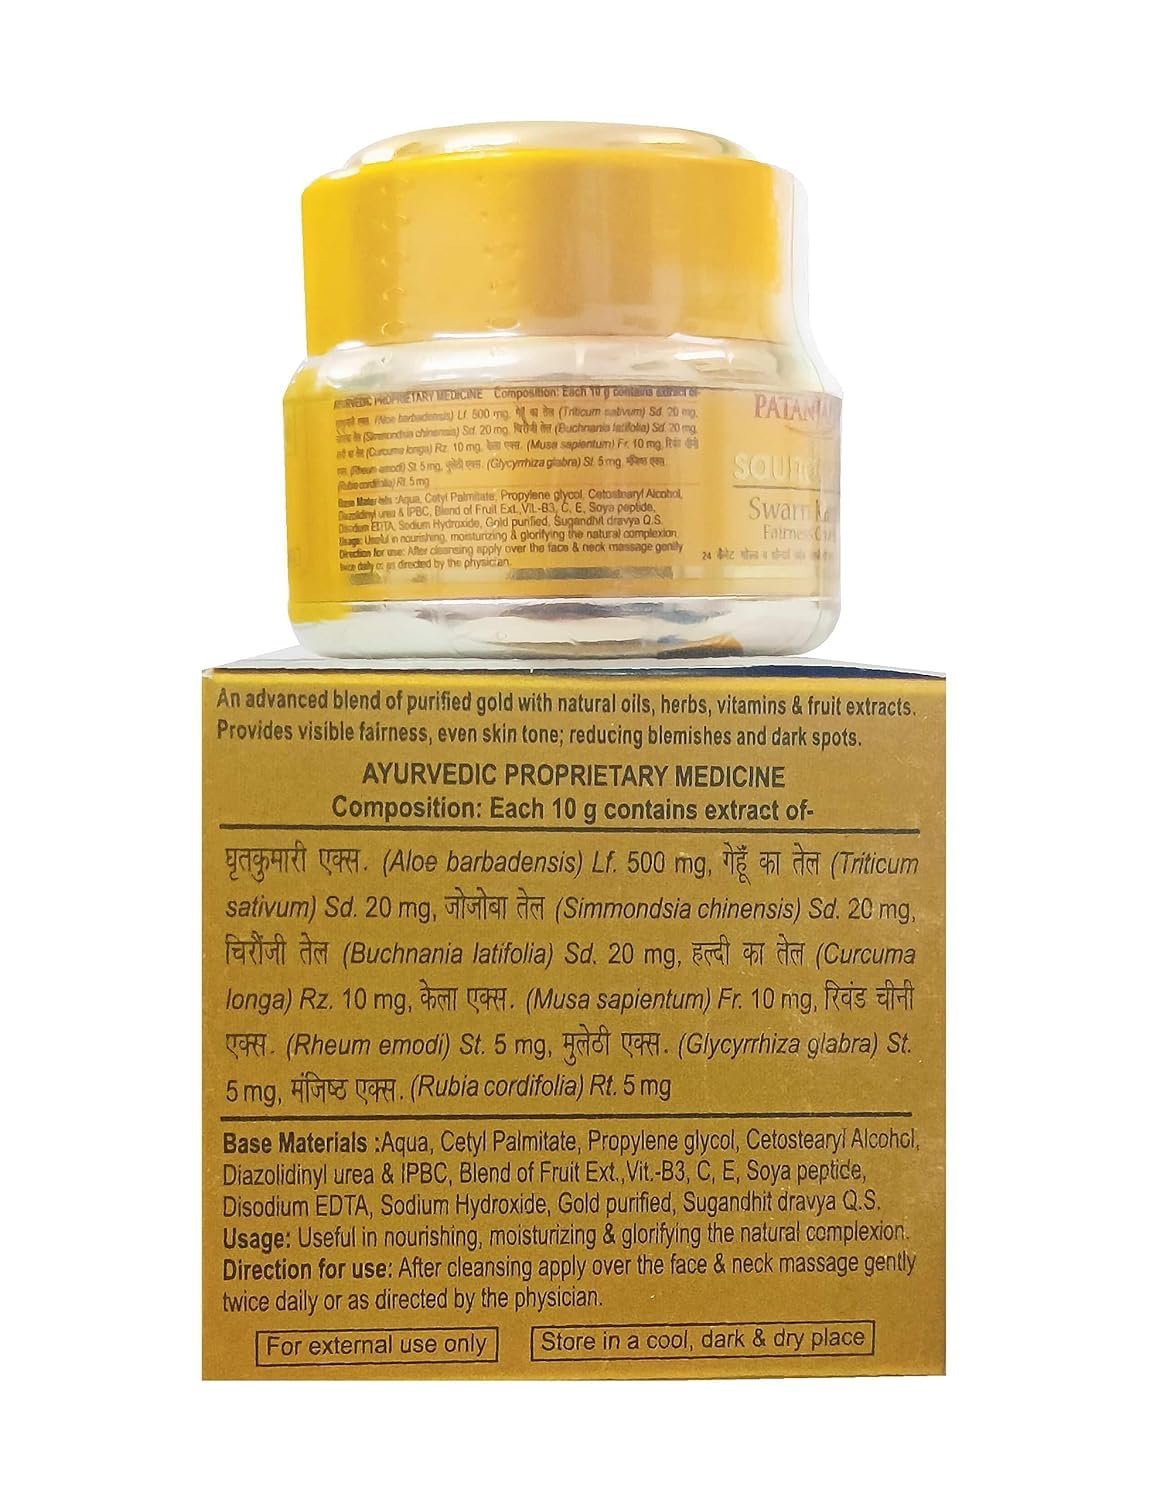 AYURVEDIC PROPRIETARY MEDICINE Composition: Each 10 g contains extract of-
(Aloe barbadensis) Lf. 500 mg, गेहूँ का तेल (Triticum sativum) Sd. 20 mg,
(Simmondsia chinensis) Sd. 20 mg, चिरौंजी तेल (Buchnania latifolia) Sd. 20 mg,
(Curcuma longa) Rz. 10 mg, केला एक्स. (Musa sapientum) Fr. 10 mg, रिवंड चीनी
एक्स. (Rheum emodi) St. 5 mg, मुलेठी एक्स. (Glycyrrhiza glabra) St. 5 mg, मंजिष्ठ एक्स.
(Rubia cordifolia) Rt. 5 mg
Base Materials :Aqua, Cetyl Palmitate, Propylene glycol, Cetostearyl Alcohol,
Diazolidinyl urea & IPBC, Blend of Fruit Ext., Vit.-B3, C, E, Soya peptide,
Disodium EDTA, Sodium Hydroxide, Gold purified, Sugandhit dravya Q.S.
Usage: Useful in nourishing, moisturizing & glorifying the natural complexion.
Direction for use: After cleansing apply over the face & neck massage gently
twice daily or as directed by the physician.
PATANJA
Swarn Ka
Fairness C
24 कैरेट गोल्ड व
An advanced blend of purified gold with natural oils, herbs, vitamins & fruit extracts.
Provides visible fairness, even skin tone; reducing blemishes and dark spots.
AYURVEDIC PROPRIETARY MEDICINE
Composition: Each 10 g contains extract of-
घृतकुमारी एक्स. (Aloe barbadensis) Lf. 500 mg, गेहूँ का तेल (Triticum
sativum) Sd. 20 mg, जोजोबा तेल (Simmondsia chinensis) Sd. 20 mg,
चिरौंजी तेल (Buchnania latifolia) Sd. 20 mg, हल्दी का तेल (Curcuma
longa) Rz. 10 mg, केला एक्स. (Musa sapientum) Fr. 10 mg, रिवंड चीनी
एक्स. (Rheum emodi) St. 5 mg, मुलेठी एक्स. (Glycyrrhiza glabra) St.
5 mg, मंजिष्ठ एक्स. (Rubia cordifolia) Rt. 5 mg
Base Materials :Aqua, Cetyl Palmitate, Propylene glycol, Cetostearyl Alcohol,
Diazolidinyl urea & IPBC, Blend of Fruit Ext.,Vit.-B3, C, E, Soya peptide,
Disodium EDTA, Sodium Hydroxide, Gold purified, Sugandhit dravya Q.S.
Usage: Useful in nourishing, moisturizing & glorifying the natural complexion.
Direction for use: After cleansing apply over the face & neck massage gently
twice daily or as directed by the physician.
For external use only
Store in a cool, dark & dry place